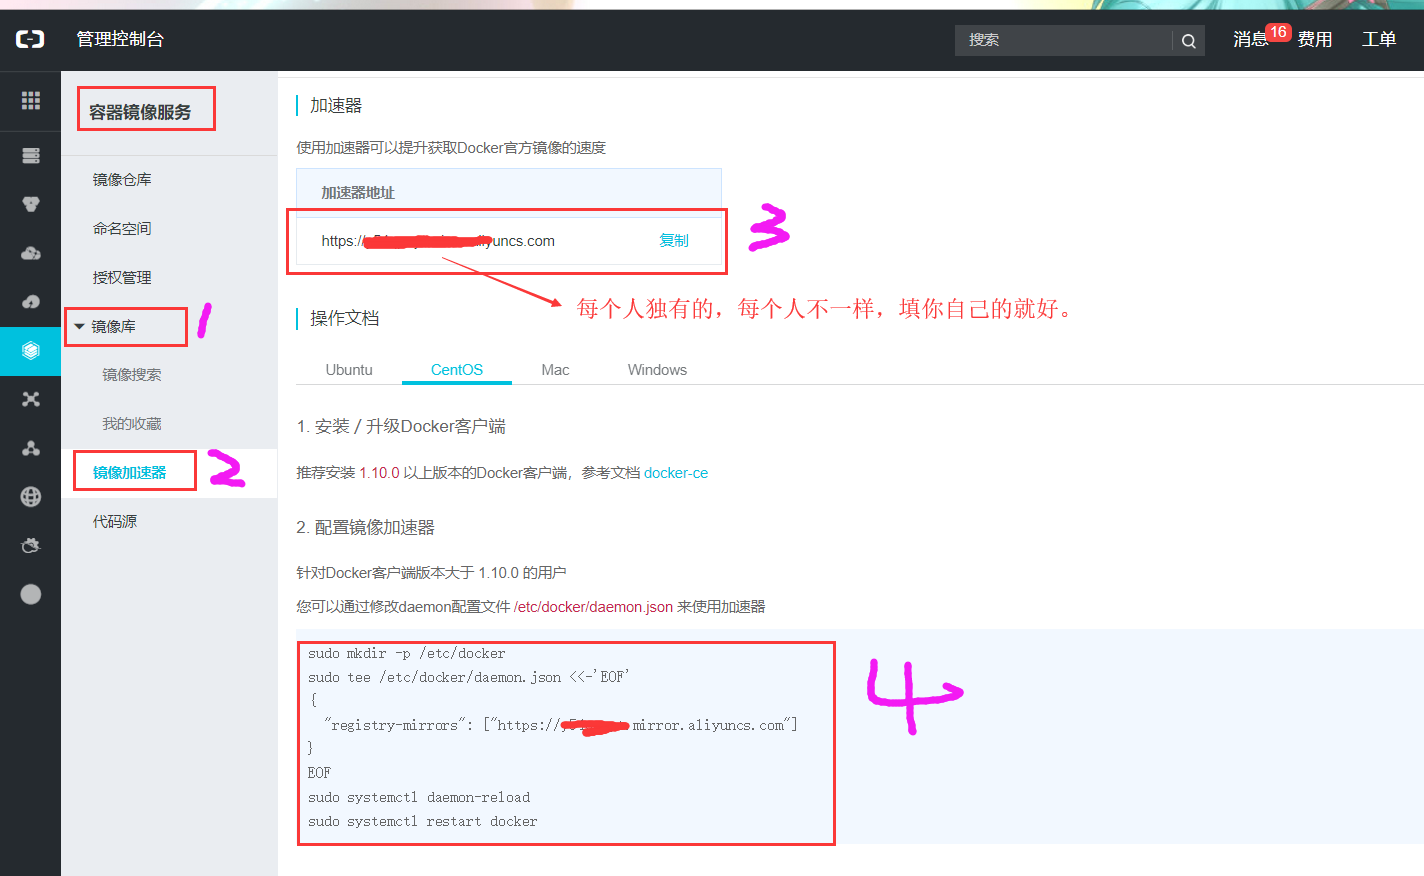 管理控制台
搜索
消息 16 费用 工单
容器镜像服务
镜像仓库
命名空间
授权管理
镜像库 1
镜像搜索
我的收藏
镜像加速器 2
代码源
加速器
使用加速器可以提升获取Docker官方镜像的速度
加速器地址
https:// aliyuncs.com 复制 3
每个人独有的，每个人不一样，填你自己的就好。
操作文档
Ubuntu CentOS Mac Windows
1. 安装 / 升级Docker客户端
推荐安装 1.10.0 以上版本的Docker客户端，参考文档 docker-ce
2. 配置镜像加速器
针对Docker客户端版本大于 1.10.0 的用户
您可以通过修改daemon配置文件 /etc/docker/daemon.json 来使用加速器
sudo mkdir -p /etc/docker
sudo tee /etc/docker/daemon.json <<-'EOF'
{
"registry-mirrors": ["https:// mirror.aliyuncs.com"]
}
EOF
sudo systemctl daemon-reload
sudo systemctl restart docker
4